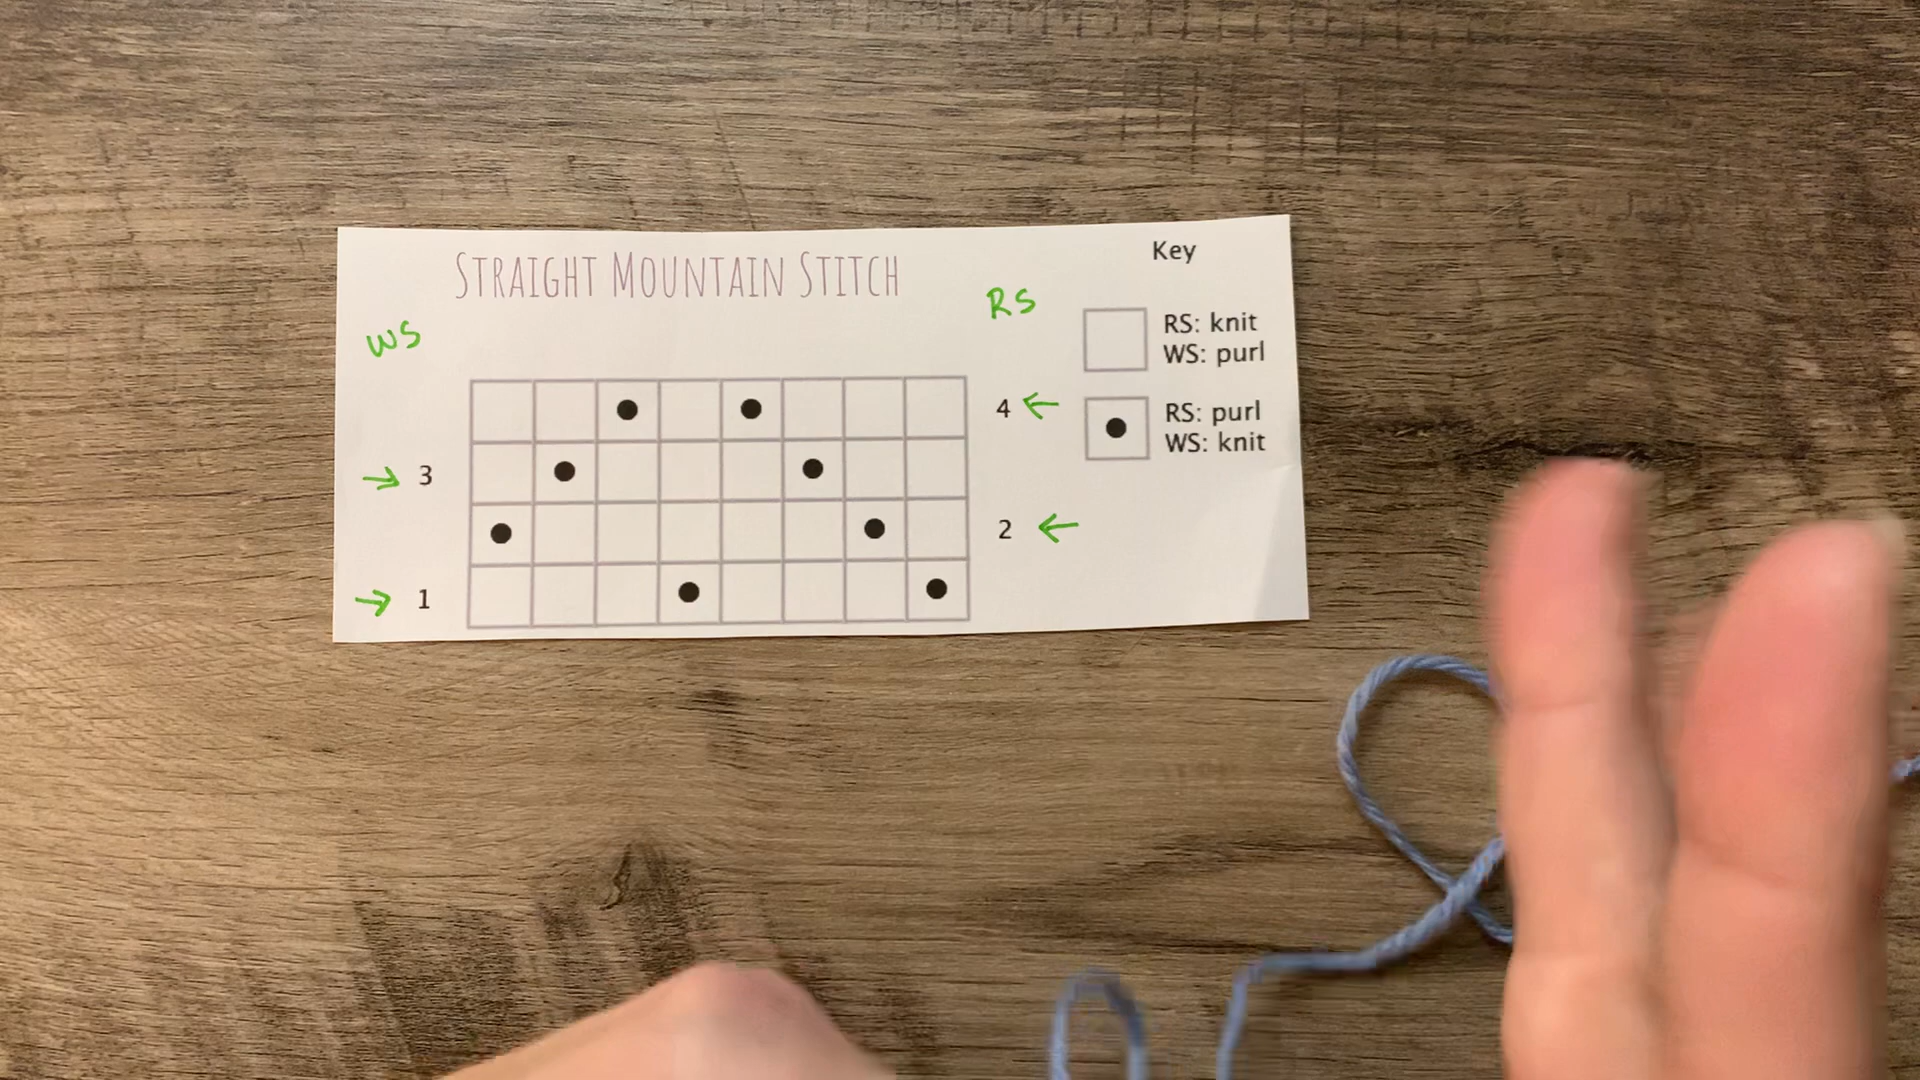 STRAIGHT MOUNTAIN STITCH
WS
RS
4
3
2
1
Key
RS: knit
WS: purl
RS: purl
WS: knit